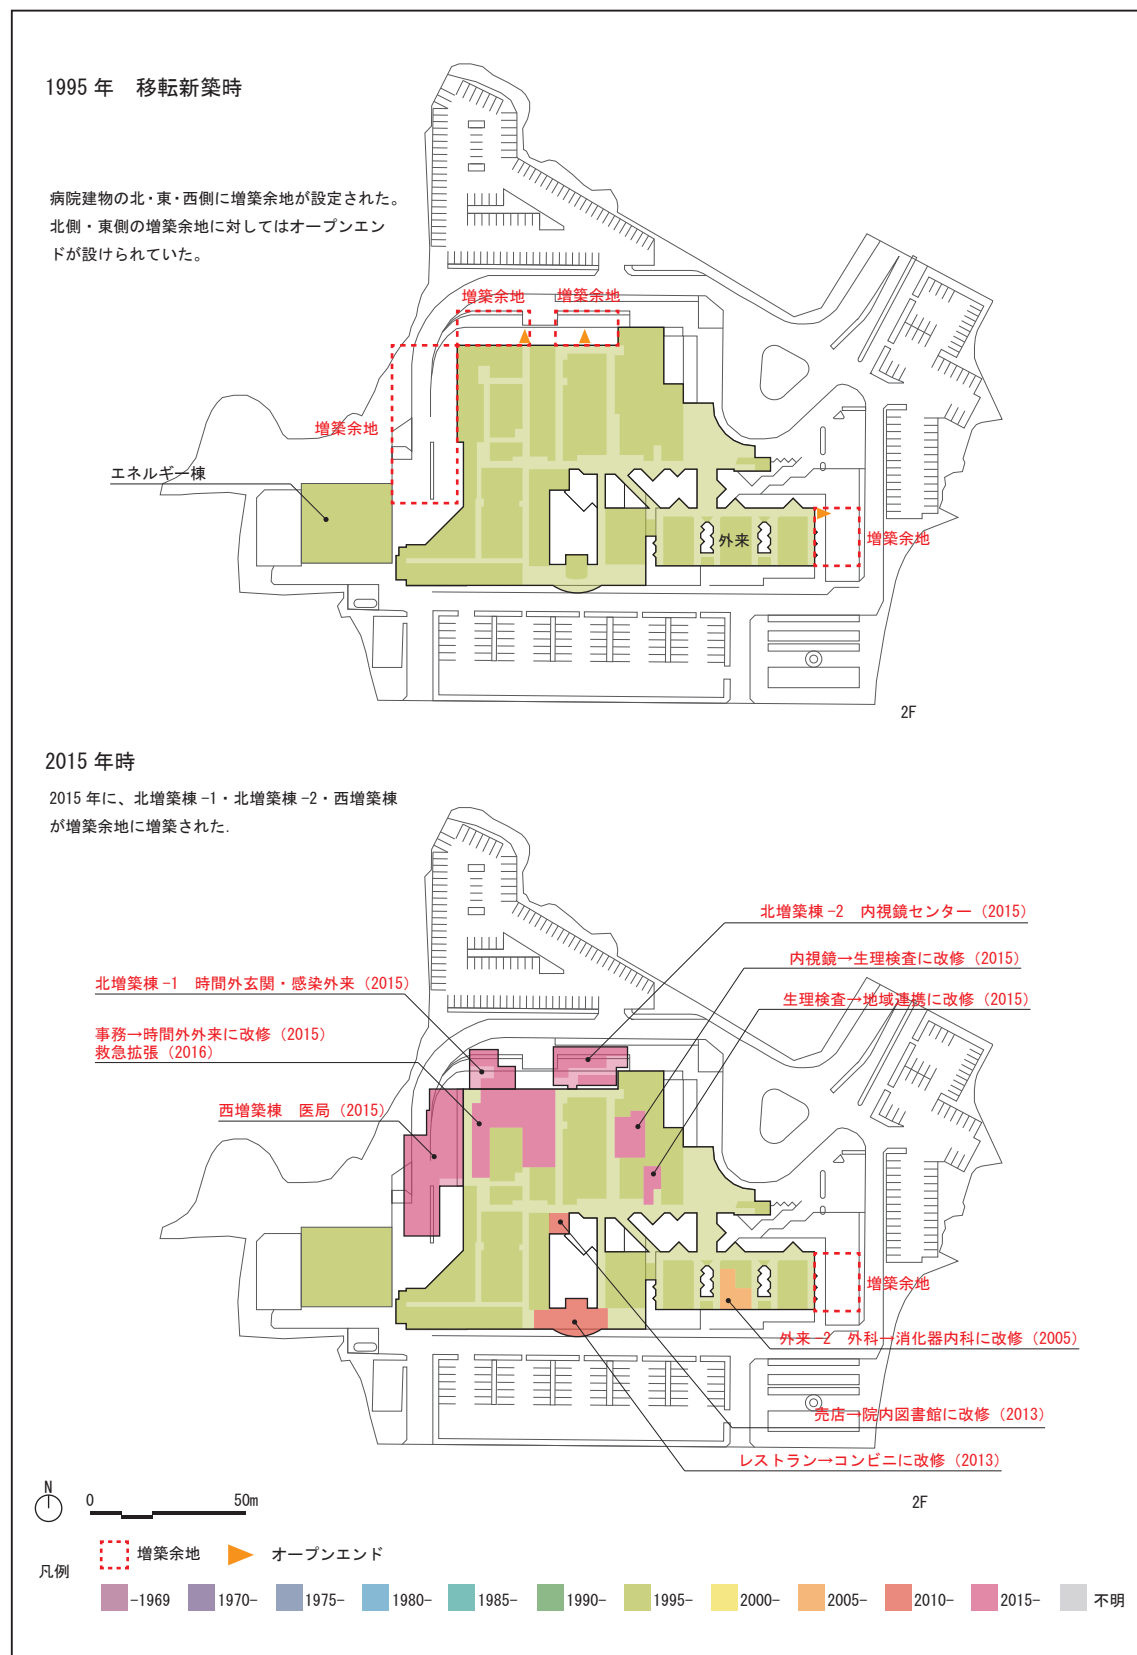 1995 年　移転新築時
病院建物の北・東・西側に増築余地が設定された。
北側・東側の増築余地に対してはオープンエン
ドが設けられていた。
増築余地
増築余地
増築余地
エネルギー棟
外来
増築余地
2F
2015 年時
2015 年に、北増築棟 -1・北増築棟 -2・西増築棟
が増築余地に増築された.
北増築棟 -2　内視鏡センター（2015）
内視鏡→生理検査に改修（2015）
北増築棟 -1　時間外玄関・感染外来（2015）
生理検査→地域連携に改修（2015）
事務→時間外外来に改修（2015）
救急拡張（2016）
西増築棟　医局（2015）
増築余地
外来 -2　外科→消化器内科に改修（2005）
売店→院内図書館に改修（2013）
レストラン→コンビニに改修（2013）
N
0
50m
2F
凡例
増築余地
オープンエンド
-1969
1970-
1975-
1980-
1985-
1990-
1995-
2000-
2005-
2010-
2015-
不明